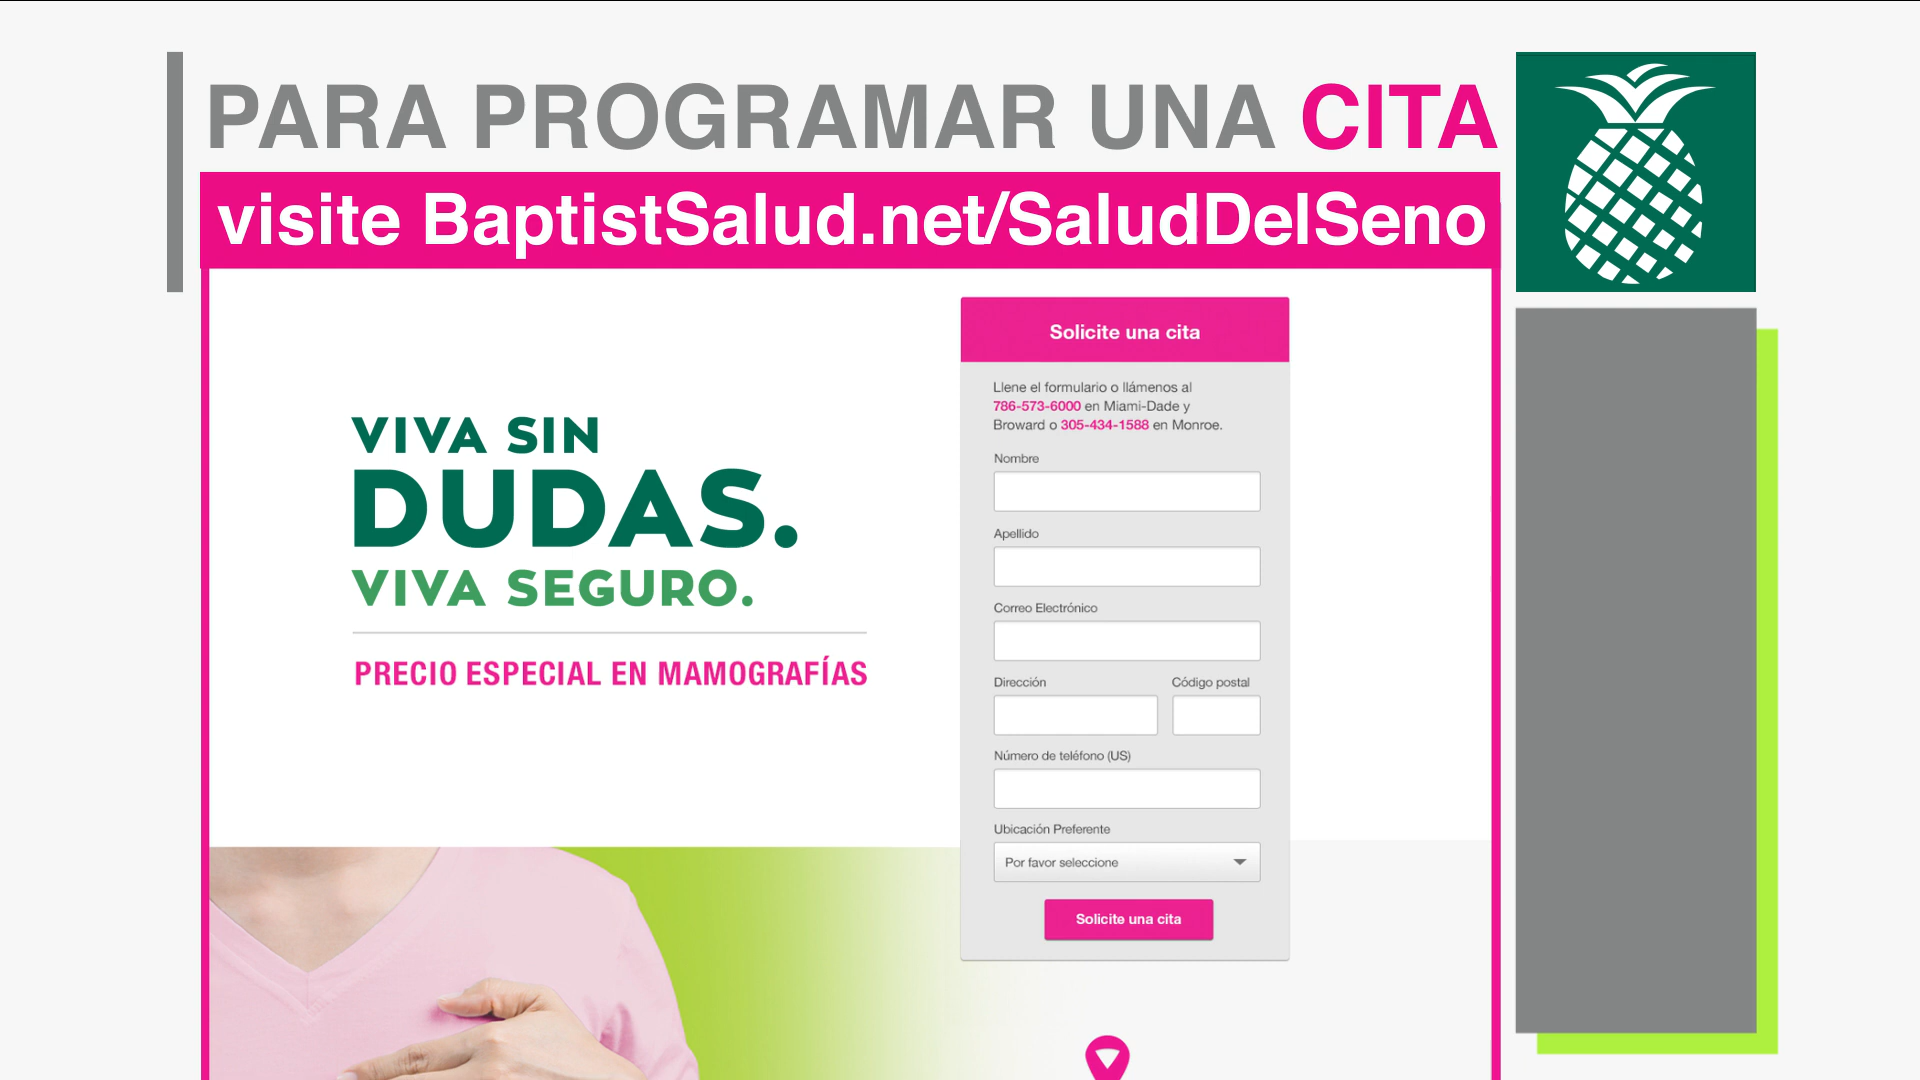 PARA PROGRAMAR UNA CITA
visite BaptistSalud.net/SaludDelSeno
VIVA SIN
DUDAS.
VIVA SEGURO.
PRECIO ESPECIAL EN MAMOGRAFÍAS
Solicite una cita
Llene el formulario o llámenos al
786-573-6000 en Miami-Dade y
Broward o 305-434-1588 en Monroe.
Nombre
Apellido
Correo Electrónico
Dirección Código postal
Número de teléfono (US)
Ubicación Preferente
Por favor seleccione
Solicite una cita